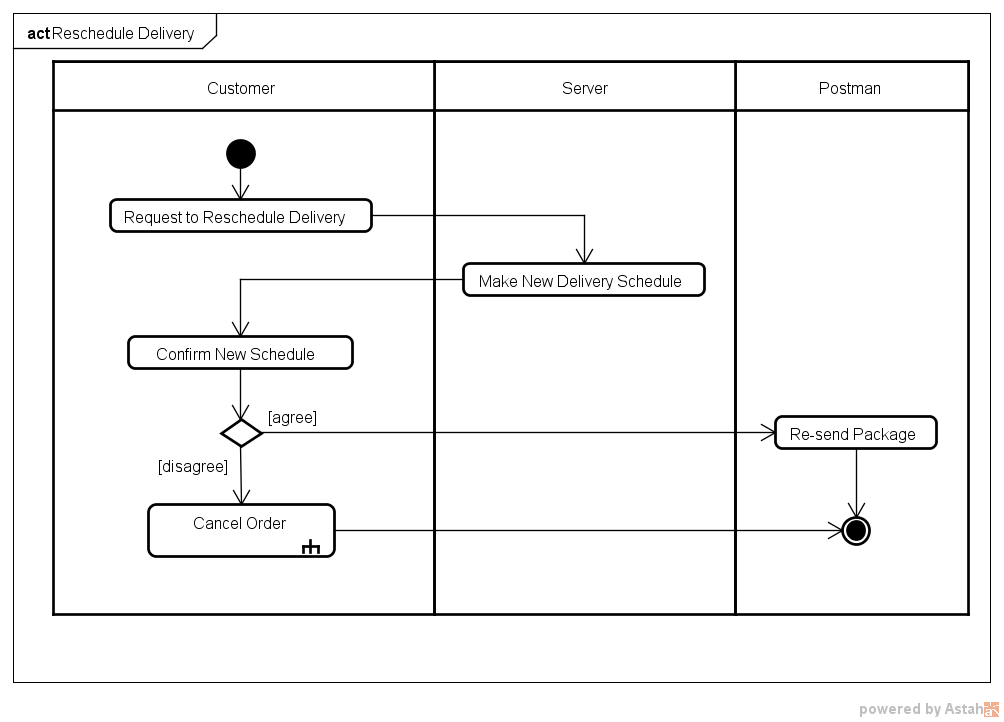 act Reschedule Delivery
Customer
Server
Postman
Request to Reschedule Delivery
Make New Delivery Schedule
Confirm New Schedule
[agree]
Re-send Package
[disagree]
Cancel Order
powered by Astah